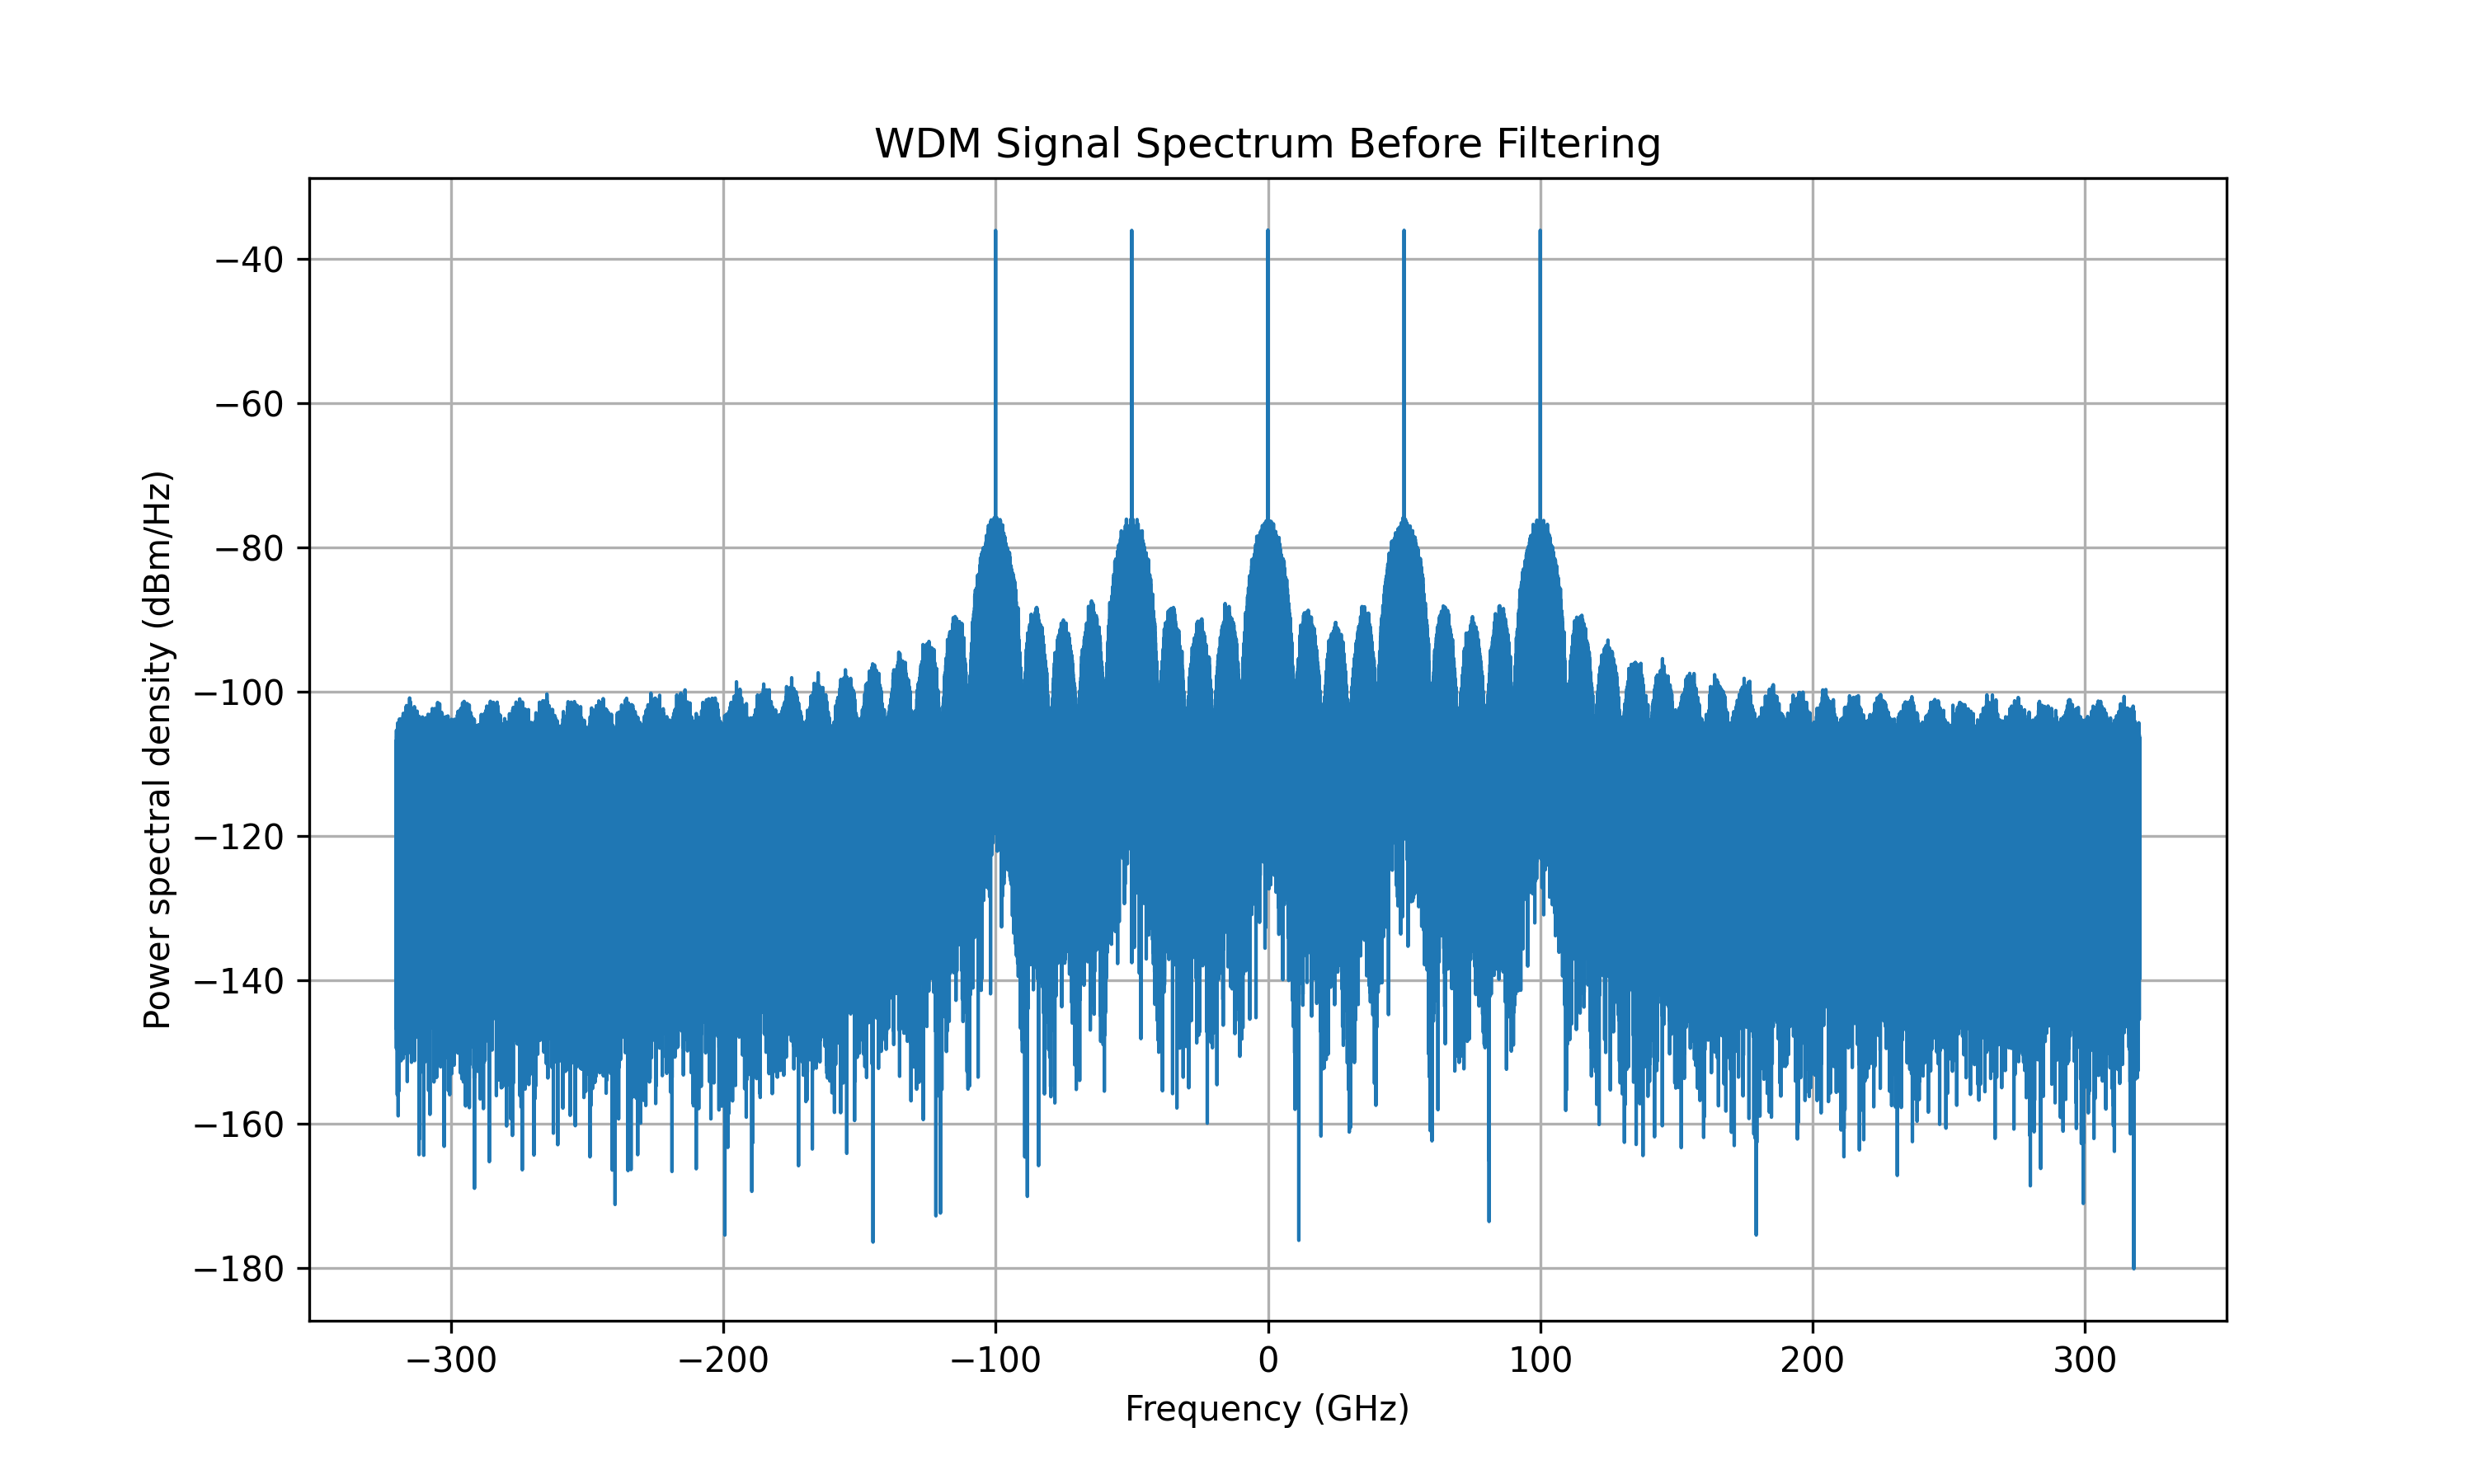 WDM Signal Spectrum Before Filtering
Power spectral density (dBm/Hz)
−40
−60
−80
−100
−120
−140
−160
−180
−300 −200 −100 0 100 200 300
Frequency (GHz)